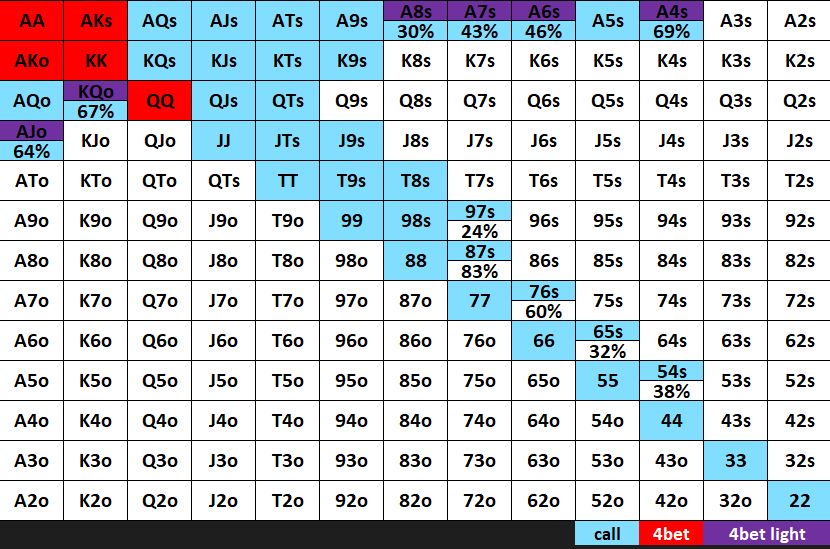 AA AKs AQs AJs ATs A9s A8s A7s A6s A5s A4s A3s A2s
30% 43% 46% 69%
AKo KK KQs KJs KTs K9s K8s K7s K6s K5s K4s K3s K2s
AQo KQo QQ QJs QTs Q9s Q8s Q7s Q6s Q5s Q4s Q3s Q2s
67%
AJo KJo QJo JJ JTs J9s J8s J7s J6s J5s J4s J3s J2s
64%
ATo KTo QTo QTs TT T9s T8s T7s T6s T5s T4s T3s T2s
A9o K9o Q9o J9o T9o 99 98s 97s 96s 95s 94s 93s 92s
24%
A8o K8o Q8o J8o T8o 98o 88 87s 86s 85s 84s 83s 82s
83%
A7o K7o Q7o J7o T7o 97o 87o 77 76s 75s 74s 73s 72s
60%
A6o K6o Q6o J6o T6o 96o 86o 76o 66 65s 64s 63s 62s
32%
A5o K5o Q5o J5o T5o 95o 85o 75o 65o 55 54s 53s 52s
38%
A4o K4o Q4o J4o T4o 94o 84o 74o 64o 54o 44 43s 42s
A3o K3o Q3o J3o T3o 93o 83o 73o 63o 53o 43o 33 32s
A2o K2o Q2o J2o T2o 92o 82o 72o 62o 52o 42o 32o 22
call 4bet 4bet light